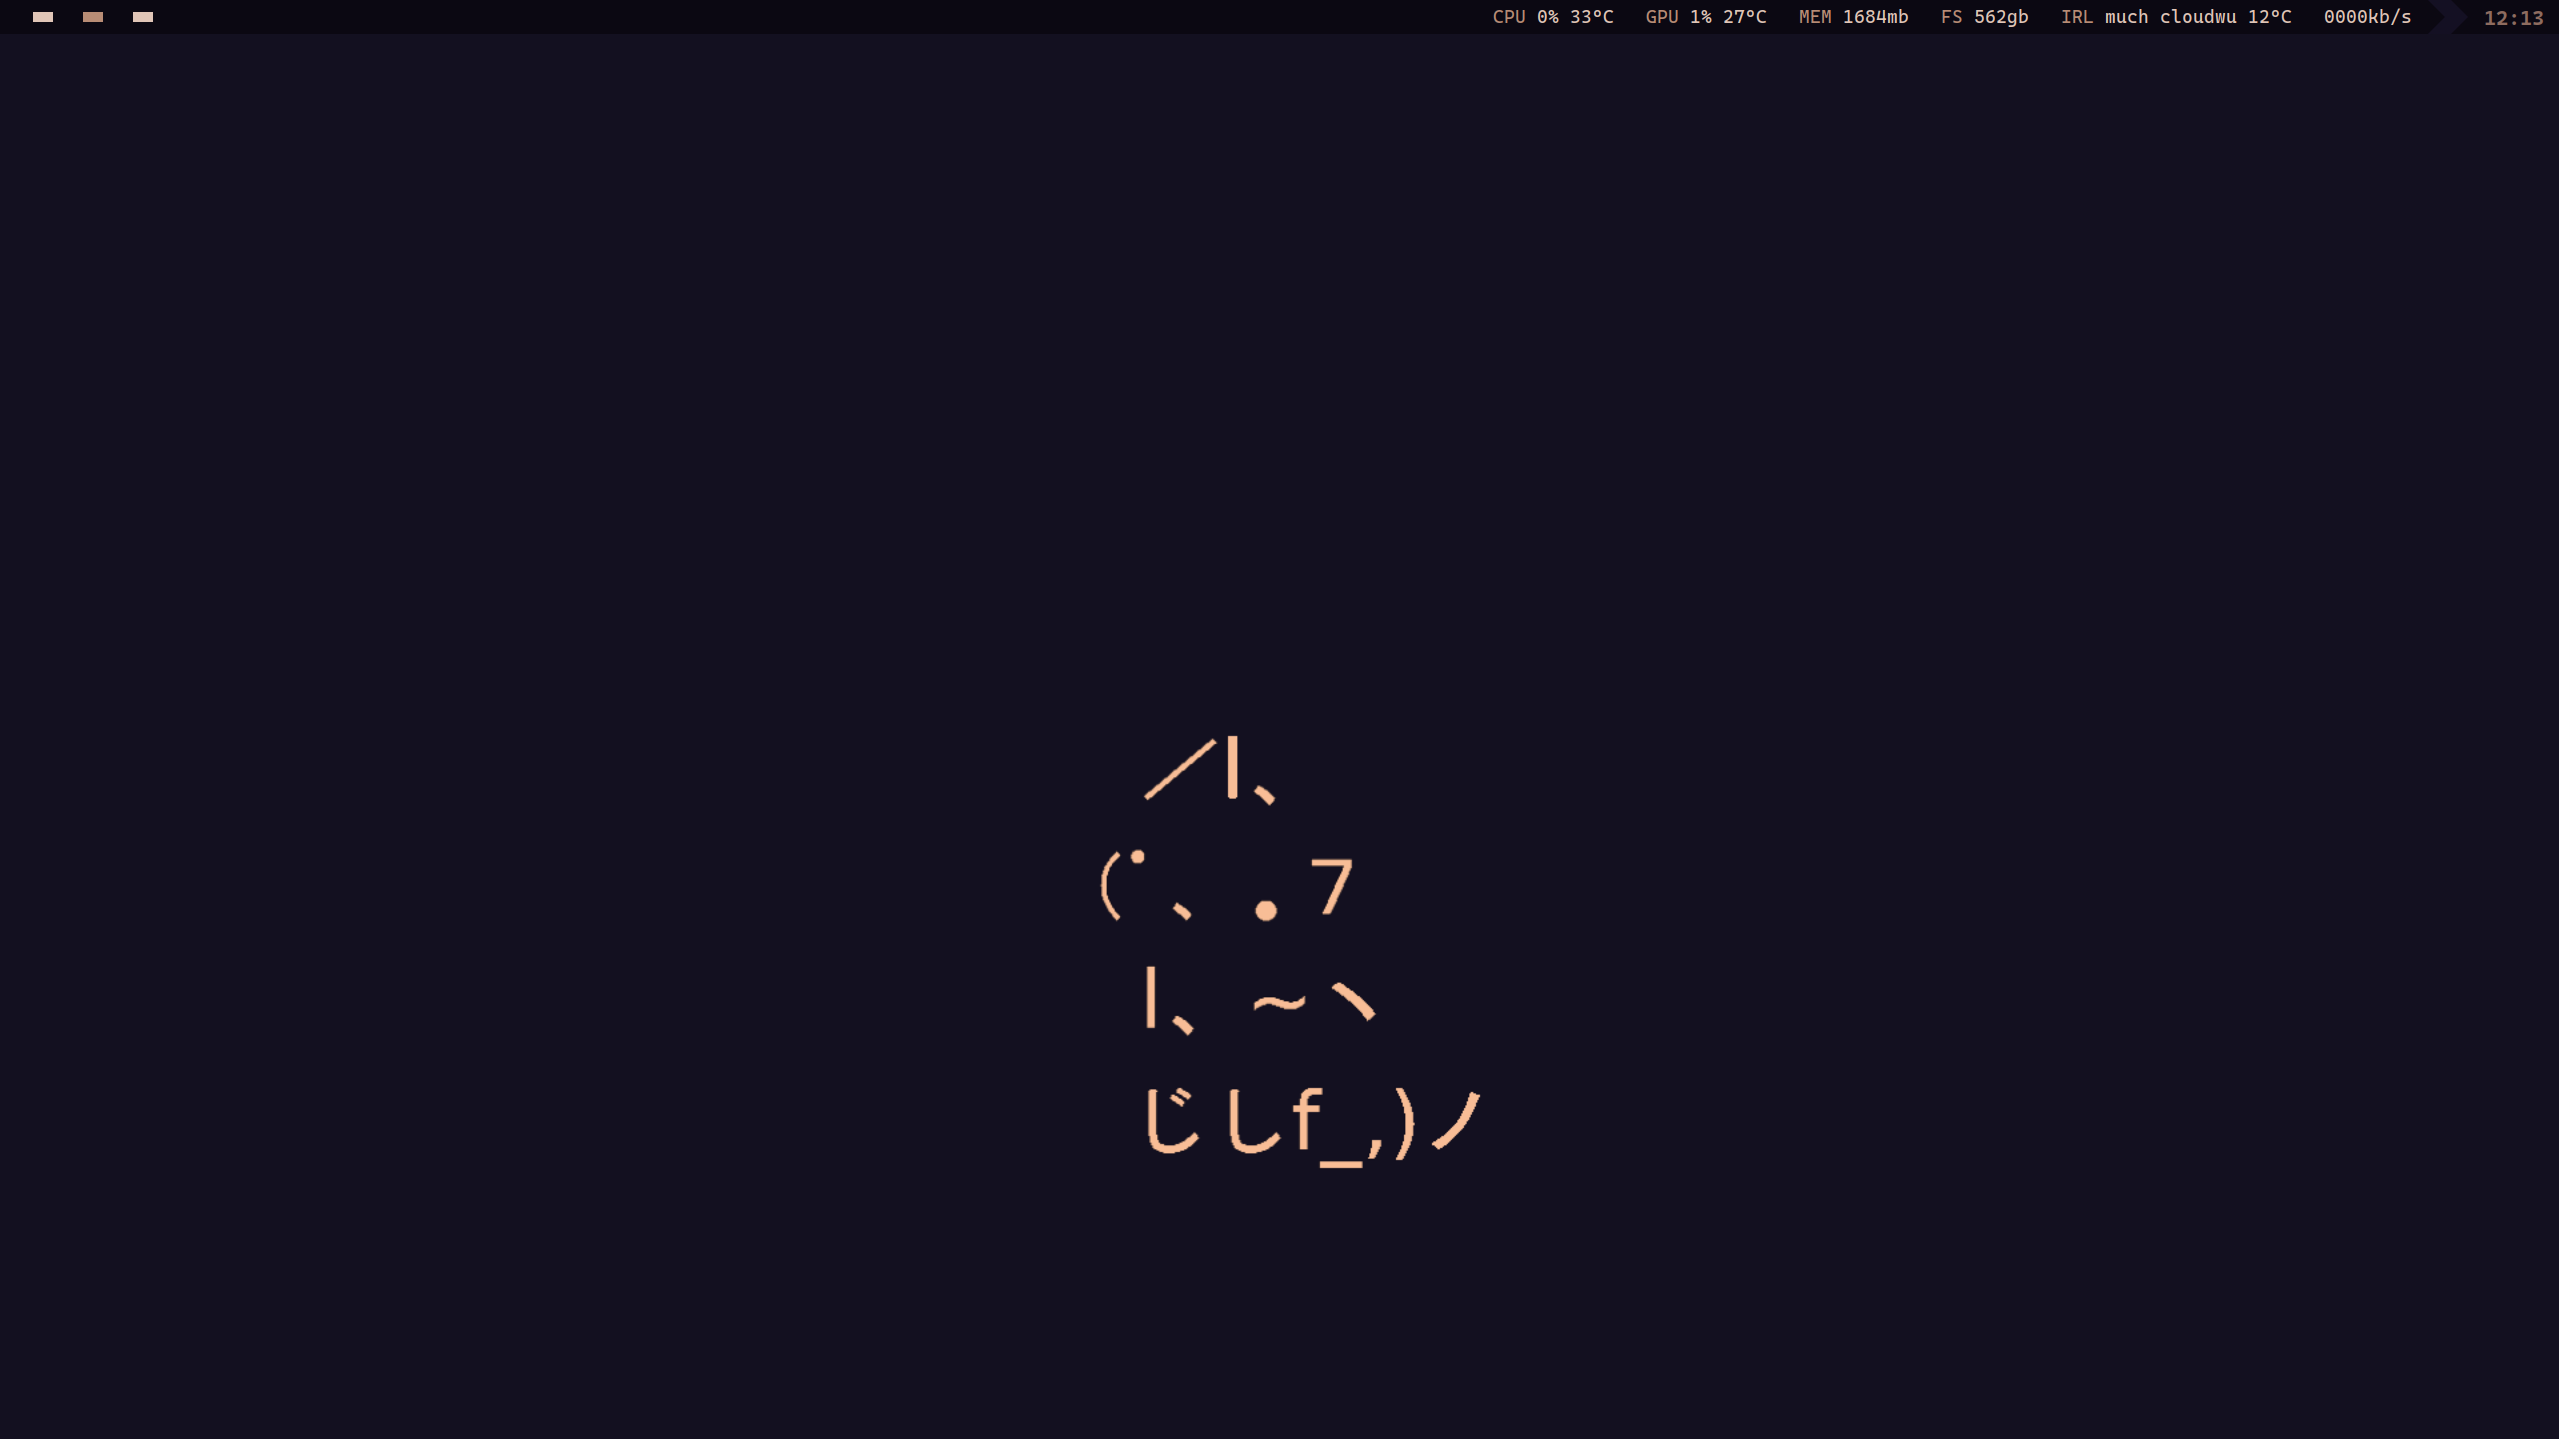 CPU 0% 33°C GPU 1% 27°C MEM 1684mb FS 562gb IRL much cloudwu 12°C 0000kb/s 12:13
／l、
(ﾟ､ 。7
l、 ~ヽ
じしf_,)ノ